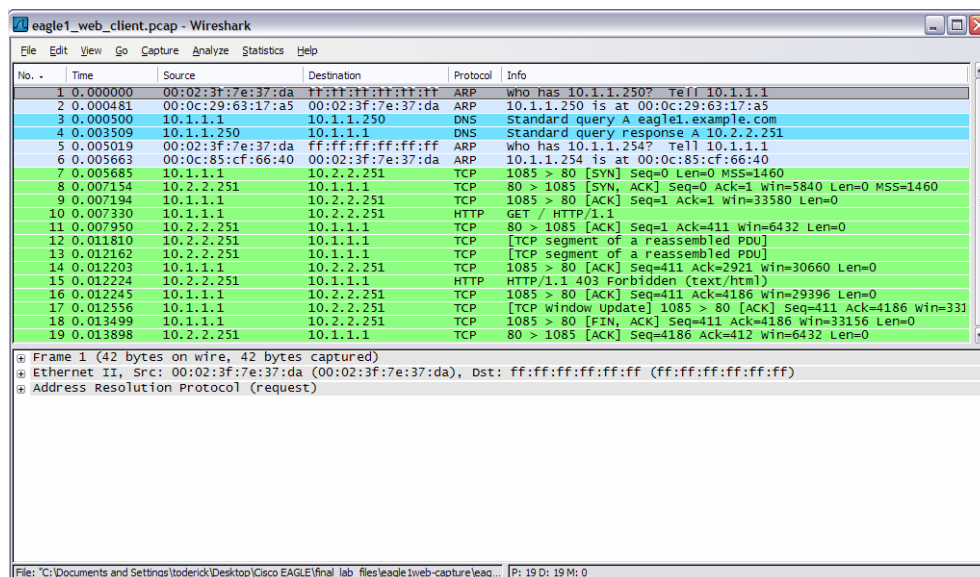 eagle1_web_client.pcap - Wireshark
File Edit View Go Capture Analyze Statistics Help
No. . Time Source Destination Protocol Info
1 0.000000 00:02:3f:7e:37:da ff:ff:ff:ff:ff:ff ARP who has 10.1.1.250? Tell 10.1.1.1
2 0.000481 00:0c:29:63:17:a5 00:02:3f:7e:37:da ARP 10.1.1.250 is at 00:0c:29:63:17:a5
3 0.000500 10.1.1.1 10.1.1.250 DNS Standard query A eagle1.example.com
4 0.003509 10.1.1.250 10.1.1.1 DNS Standard query response A 10.2.2.251
5 0.005019 00:02:3f:7e:37:da ff:ff:ff:ff:ff:ff ARP who has 10.1.1.254? Tell 10.1.1.1
6 0.005663 00:0c:85:cf:66:40 00:02:3f:7e:37:da ARP 10.1.1.254 is at 00:0c:85:cf:66:40
7 0.005685 10.1.1.1 10.2.2.251 TCP 1085 > 80 [SYN] Seq=0 Len=0 MSS=1460
8 0.007154 10.2.2.251 10.1.1.1 TCP 80 > 1085 [SYN, ACK] Seq=0 Ack=1 Win=5840 Len=0 MSS=1460
9 0.007194 10.1.1.1 10.2.2.251 TCP 1085 > 80 [ACK] Seq=1 Ack=1 Win=33580 Len=0
10 0.007330 10.1.1.1 10.2.2.251 HTTP GET / HTTP/1.1
11 0.007950 10.2.2.251 10.1.1.1 TCP 80 > 1085 [ACK] Seq=1 Ack=411 Win=6432 Len=0
12 0.011810 10.2.2.251 10.1.1.1 TCP [TCP segment of a reassembled PDU]
13 0.012162 10.2.2.251 10.1.1.1 TCP [TCP segment of a reassembled PDU]
14 0.012203 10.1.1.1 10.2.2.251 TCP 1085 > 80 [ACK] Seq=411 Ack=2921 Win=30660 Len=0
15 0.012224 10.2.2.251 10.1.1.1 HTTP HTTP/1.1 403 Forbidden (text/html)
16 0.012245 10.1.1.1 10.2.2.251 TCP 1085 > 80 [ACK] Seq=411 Ack=4186 Win=29396 Len=0
17 0.012556 10.1.1.1 10.2.2.251 TCP [TCP Window Update] 1085 > 80 [ACK] Seq=411 Ack=4186 Win=331
18 0.013499 10.1.1.1 10.2.2.251 TCP 1085 > 80 [FIN, ACK] Seq=411 Ack=4186 Win=33156 Len=0
19 0.013898 10.2.2.251 10.1.1.1 TCP 80 > 1085 [ACK] Seq=4186 Ack=412 Win=6432 Len=0
Frame 1 (42 bytes on wire, 42 bytes captured)
Ethernet II, Src: 00:02:3f:7e:37:da (00:02:3f:7e:37:da), Dst: ff:ff:ff:ff:ff:ff (ff:ff:ff:ff:ff:ff)
Address Resolution Protocol (request)
File: "C:\Documents and Settings\toderick\Desktop\Cisco EAGLE\final_lab_files\eagle1web-capture\eag... P: 19 D: 19 M: 0